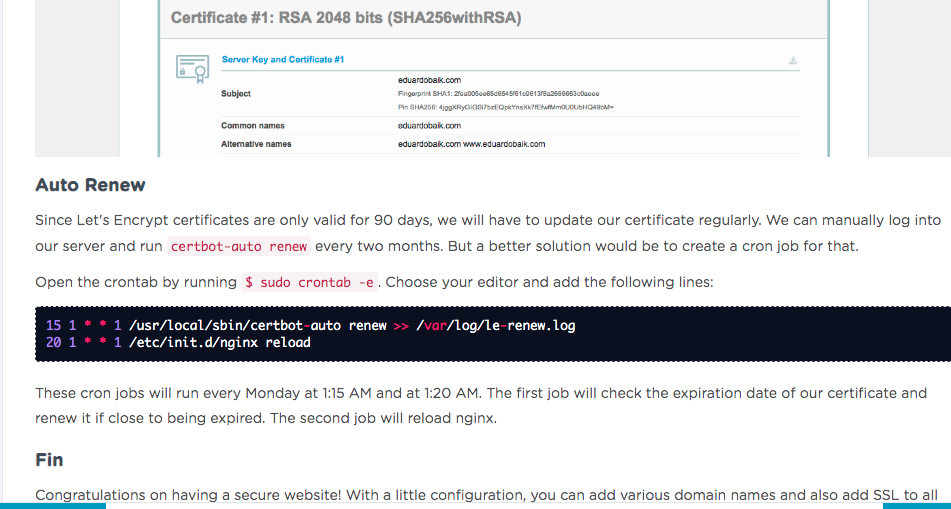 Certificate #1: RSA 2048 bits (SHA256withRSA)
Server Key and Certificate #1
Subject
eduardobaik.com
Fingerprint SHA1: 2fea005ee65d6545f61c9613f8a2666653c0aeee
Pin SHA256:
Common names eduardobaik.com
Alternative names eduardobaik.com www.eduardobaik.com
Auto Renew
Since Let's Encrypt certificates are only valid for 90 days, we will have to update our certificate regularly. We can manually log into
our server and run certbot-auto renew every two months. But a better solution would be to create a cron job for that.
Open the crontab by running $ sudo crontab -e . Choose your editor and add the following lines:
15 1 * * 1 /usr/local/sbin/certbot-auto renew >> /var/log/le-renew.log
20 1 * * 1 /etc/init.d/nginx reload
These cron jobs will run every Monday at 1:15 AM and at 1:20 AM. The first job will check the expiration date of our certificate and
renew it if close to being expired. The second job will reload nginx.
Fin
Congratulations on having a secure website! With a little configuration, you can add various domain names and also add SSL to all